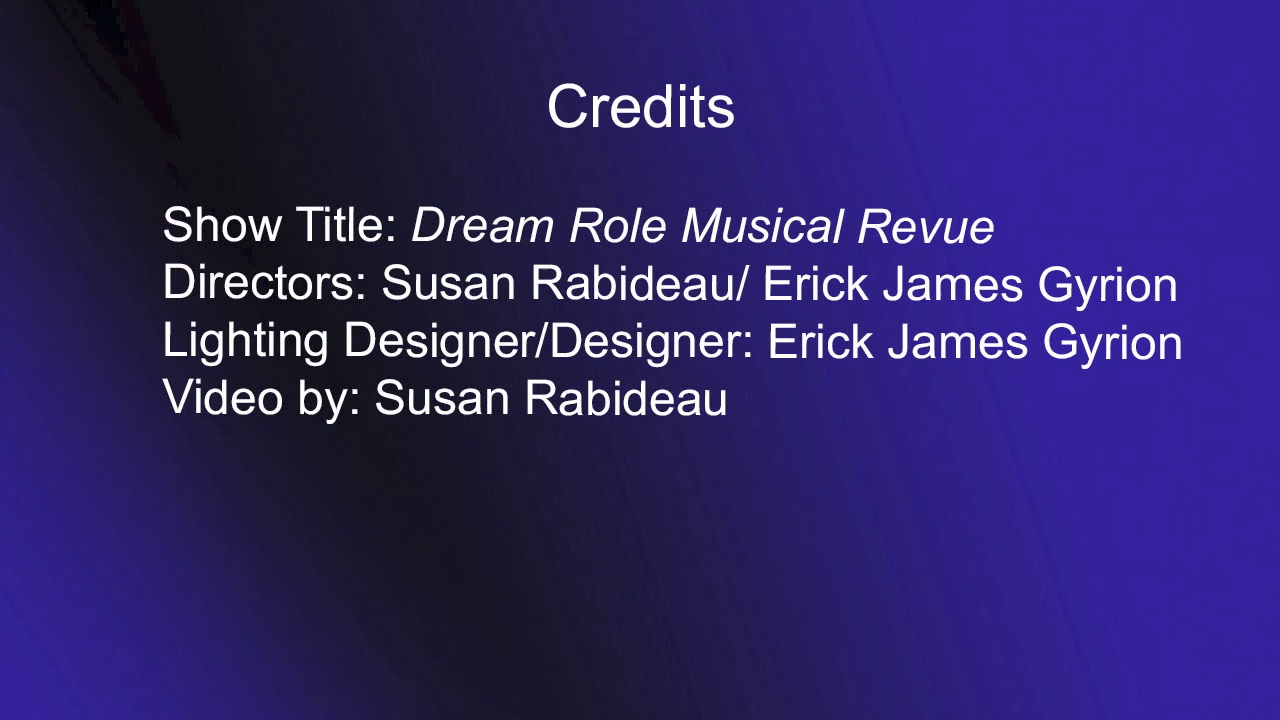 Credits
Show Title: Dream Role Musical Revue
Directors: Susan Rabideau/ Erick James Gyrion
Lighting Designer/Designer: Erick James Gyrion
Video by: Susan Rabideau